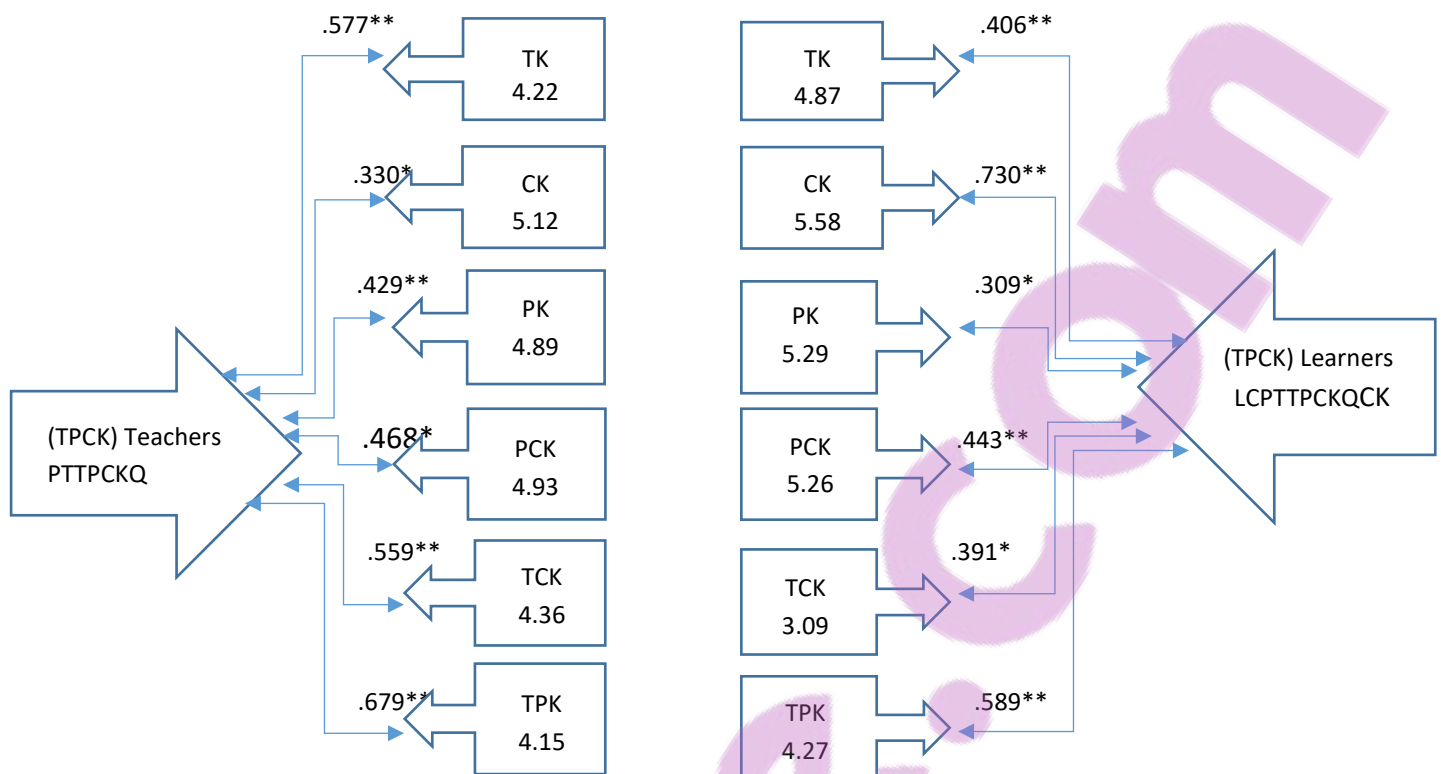 .577**
TK
4.22
.330*
CK
5.12
.429**
PK
4.89
(TPCK) Teachers
PTTPCKQ
.468*
PCK
4.93
.559**
TCK
4.36
.679**
TPK
4.15
TK
4.87
.406**
CK
5.58
.730**
PK
5.29
.309*
(TPCK) Learners
LCPTTPCKQCK
PCK
5.26
.443**
TCK
3.09
.391*
TPK
4.27
.589**
com